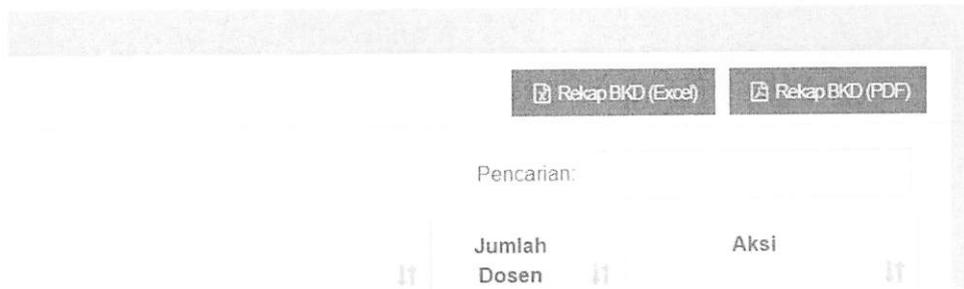 Rekap BKD (Excel) Rekap BKD (PDF)
Pencarian:
Jumlah Dosen
Aksi